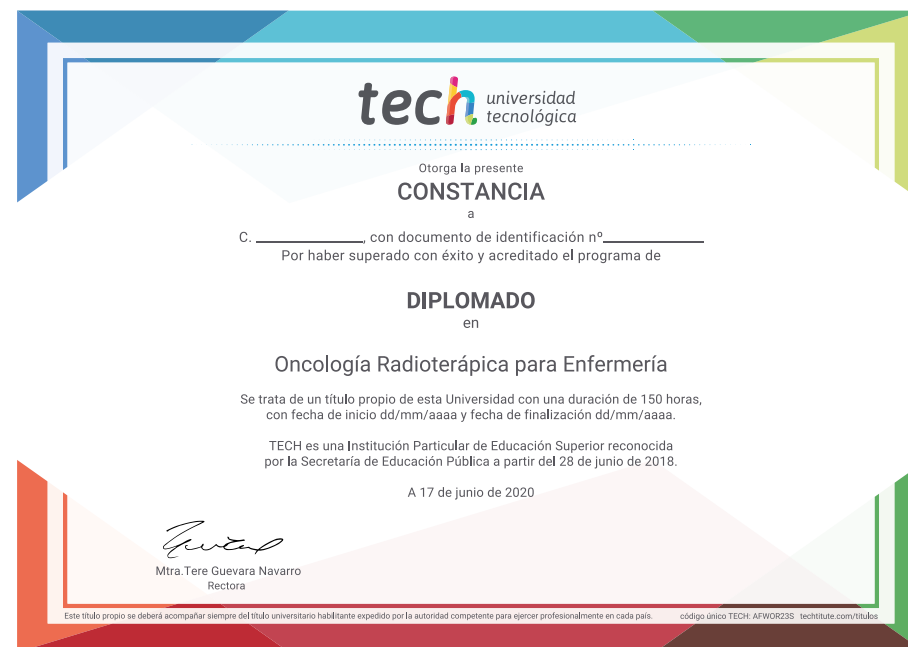 tech universidad
tecnológica
Otorga la presente
CONSTANCIA
a
C. ______________, con documento de identificación nº______________
Por haber superado con éxito y acreditado el programa de
DIPLOMADO
en
Oncología Radioterápica para Enfermería
Se trata de un título propio de esta Universidad con una duración de 150 horas,
con fecha de inicio dd/mm/aaaa y fecha de finalización dd/mm/aaaa.
TECH es una Institución Particular de Educación Superior reconocida
por la Secretaría de Educación Pública a partir del 28 de junio de 2018.
A 17 de junio de 2020
Mtra.Tere Guevara Navarro
Rectora
Este título propio se deberá acompañar siempre del título universitario habilitante expedido por la autoridad competente para ejercer profesionalmente en cada país. código único TECH: AFWOR23S techtitute.com/titulos